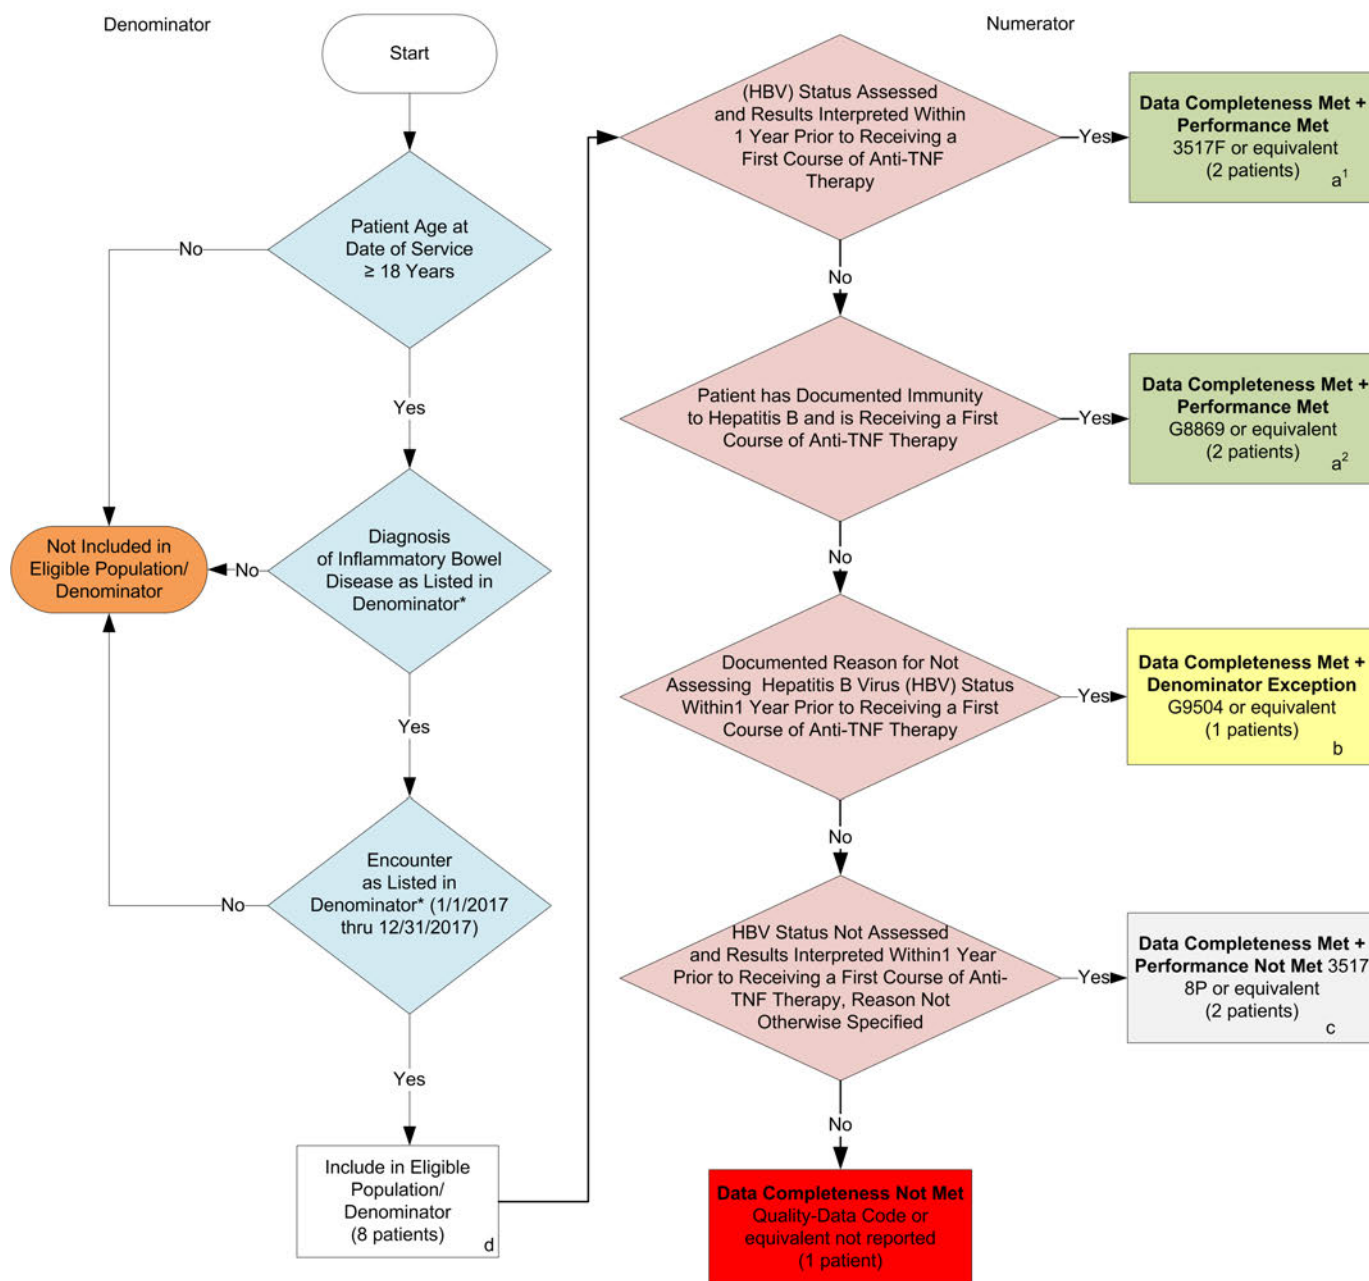 Denominator
Start
Patient Age at
Date of Service
≥ 18 Years
No
Yes
Diagnosis
of Inflammatory Bowel
Disease as Listed in
Denominator*
No
Not Included in
Eligible Population/
Denominator
Yes
Encounter
as Listed in
Denominator* (1/1/2017
thru 12/31/2017)
No
Yes
Include in Eligible
Population/
Denominator
(8 patients)
d
Numerator
(HBV) Status Assessed
and Results Interpreted Within
1 Year Prior to Receiving a
First Course of Anti-TNF
Therapy
Yes
Data Completeness Met +
Performance Met
3517F or equivalent
(2 patients)
a¹
No
Patient has Documented Immunity
to Hepatitis B and is Receiving a First
Course of Anti-TNF Therapy
Yes
Data Completeness Met +
Performance Met
G8869 or equivalent
(2 patients)
a²
No
Documented Reason for Not
Assessing Hepatitis B Virus (HBV) Status
Within1 Year Prior to Receiving a First
Course of Anti-TNF Therapy
Yes
Data Completeness Met +
Denominator Exception
G9504 or equivalent
(1 patients)
b
No
HBV Status Not Assessed
and Results Interpreted Within1 Year
Prior to Receiving a First Course of Anti-
TNF Therapy, Reason Not
Otherwise Specified
Yes
Data Completeness Met +
Performance Not Met 3517
8P or equivalent
(2 patients)
c
No
Data Completeness Not Met
Quality-Data Code or
equivalent not reported
(1 patient)